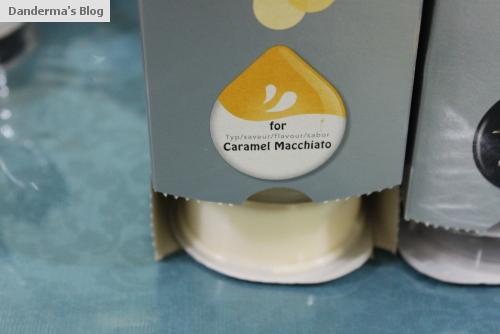 Danderma's Blog
for
Typ/saveur/flavour/sabor
Caramel Macchiato